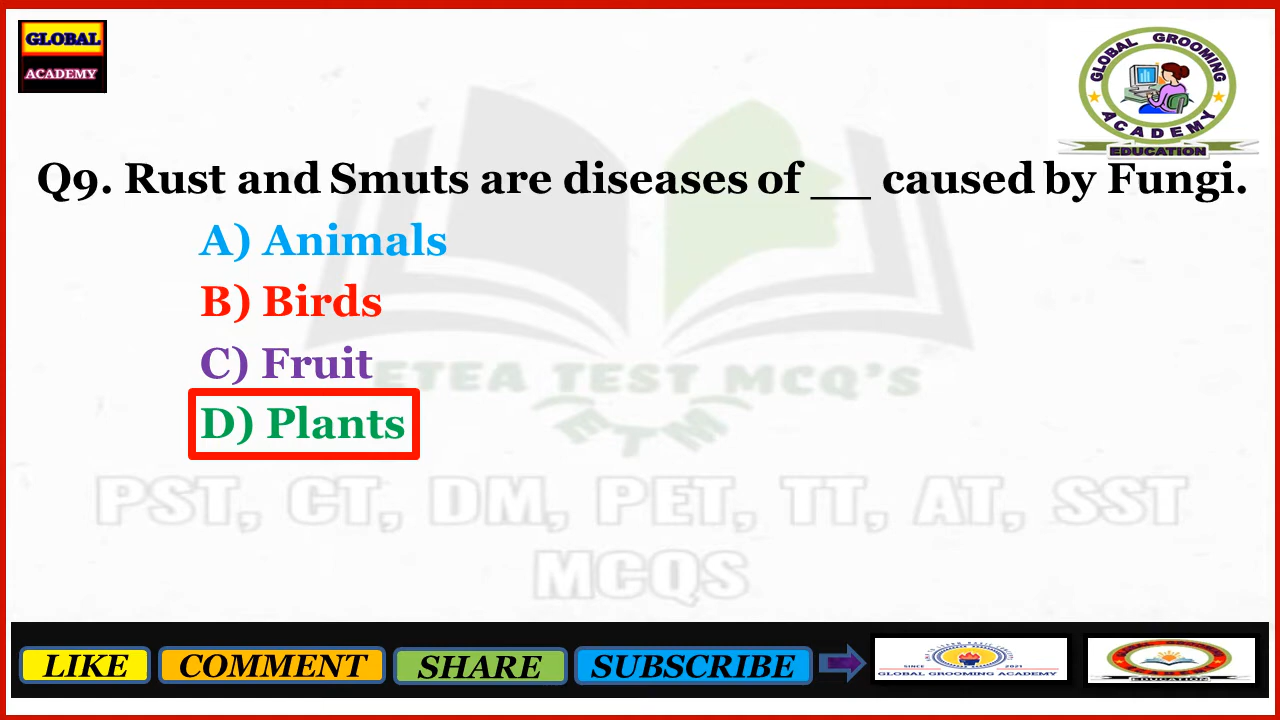 GLOBAL
ACADEMY
GLOBAL GROOMING
ACADEMY
EDUCATION
Q9. Rust and Smuts are diseases of __ caused by Fungi.
A) Animals
B) Birds
C) Fruit
D) Plants
ETEA TEST MCQ'S
ETM
PST, CT, DM, PET, TT, AT, SST
MCQS
LIKE
COMMENT
SHARE
SUBSCRIBE
SINCE 2021
GLOBAL GROOMING ACADEMY
EDUCATION